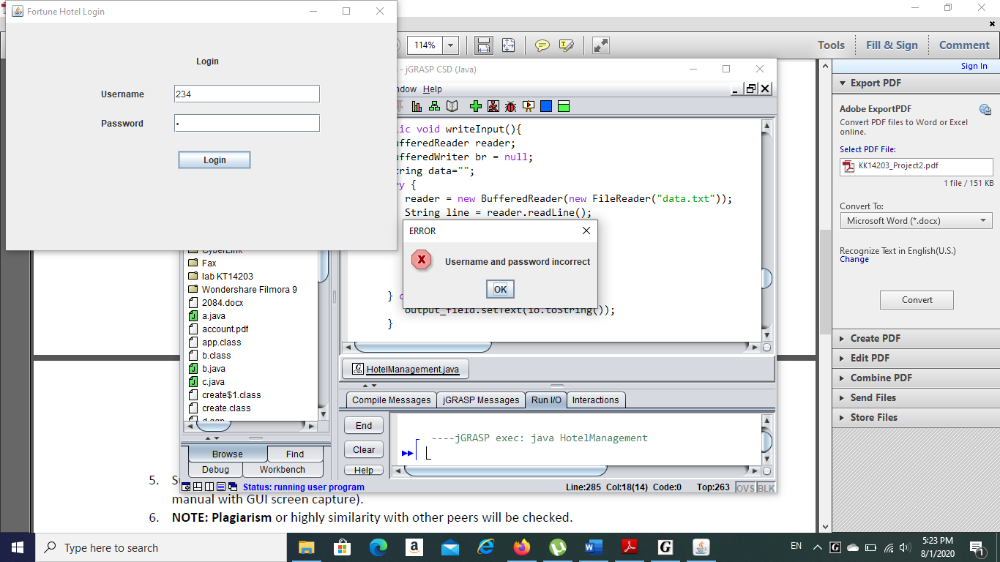 Fortune Hotel Login
Login
Username
234
Password
Login
114%
Tools
Fill & Sign
Comment
Sign In
- jGRASP CSD (Java)
Help
writeInput(){
reader;
br = null;
data="";
{
reader = new BufferedReader(new FileReader("data.txt"));
String line = reader.readLine();
ERROR
Username and password incorrect
OK
}
output_field.setText(io.toString());
}
CyberLink
Fax
lab KT14203
Wondershare Filmora 9
2084.docx
a.java
account.pdf
app.class
b.class
b.java
c.java
create$1.class
create.class
Browse
Find
Debug
Workbench
HotelManagement.java
Compile Messages
jGRASP Messages
Run I/O
Interactions
End
Clear
Help
----jGRASP exec: java HotelManagement
Status: running user program
Line:285 Col:18(14) Code:0 Top:263
OVS BLK
Export PDF
Adobe ExportPDF
Convert PDF files to Word or Excel
online.
Select PDF File:
KK14203_Project2.pdf
1 file / 151 KB
Convert To:
Microsoft Word (*.docx)
Recognize Text in English(U.S.)
Change
Convert
Create PDF
Edit PDF
Combine PDF
Send Files
Store Files
5.
manual with GUI screen capture).
6. NOTE: Plagiarism or highly similarity with other peers will be checked.
Type here to search
EN
5:23 PM
8/1/2020
1